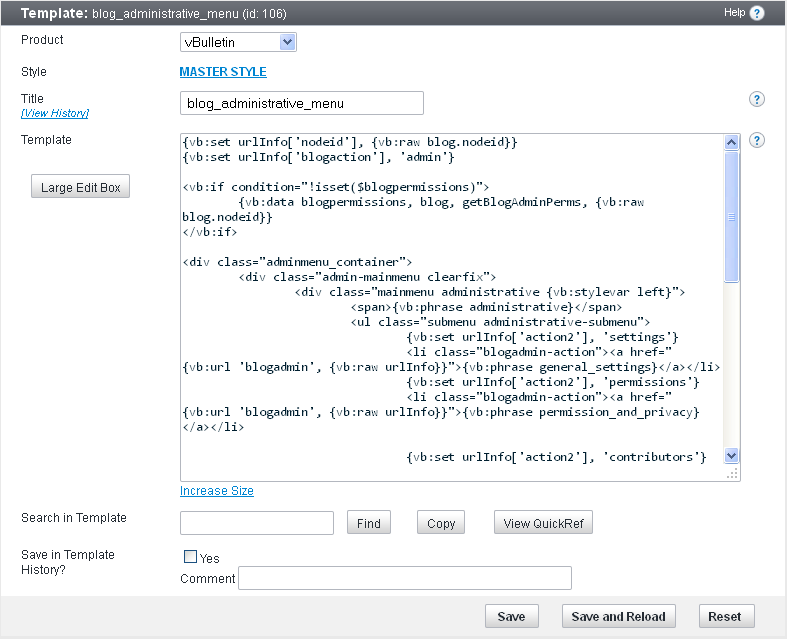 Template: blog_administrative_menu (id: 106)
Help ?
Product
vBulletin
Style
MASTER STYLE
Title
[View History]
blog_administrative_menu
?
Template
Large Edit Box
?
{vb:set urlInfo['nodeid'], {vb:raw blog.nodeid}}
{vb:set urlInfo['blogaction'], 'admin'}
<vb:if condition="!isset($blogpermissions)">
{vb:data blogpermissions, blog, getBlogAdminPerms, {vb:raw
blog.nodeid}}
</vb:if>
<div class="adminmenu_container">
<div class="admin-mainmenu clearfix">
<div class="mainmenu administrative {vb:stylevar left}">
<span>{vb:phrase administrative}</span>
<ul class="submenu administrative-submenu">
{vb:set urlInfo['action2'], 'settings'}
<li class="blogadmin-action"><a href="
{vb:url 'blogadmin', {vb:raw urlInfo}}">{vb:phrase general_settings}</a></li>
{vb:set urlInfo['action2'], 'permissions'}
<li class="blogadmin-action"><a href="
{vb:url 'blogadmin', {vb:raw urlInfo}}">{vb:phrase permission_and_privacy}
</a></li>
{vb:set urlInfo['action2'], 'contributors'}
Increase Size
Search in Template
Find
Copy
View QuickRef
Save in Template
History?
Yes
Comment
Save
Save and Reload
Reset